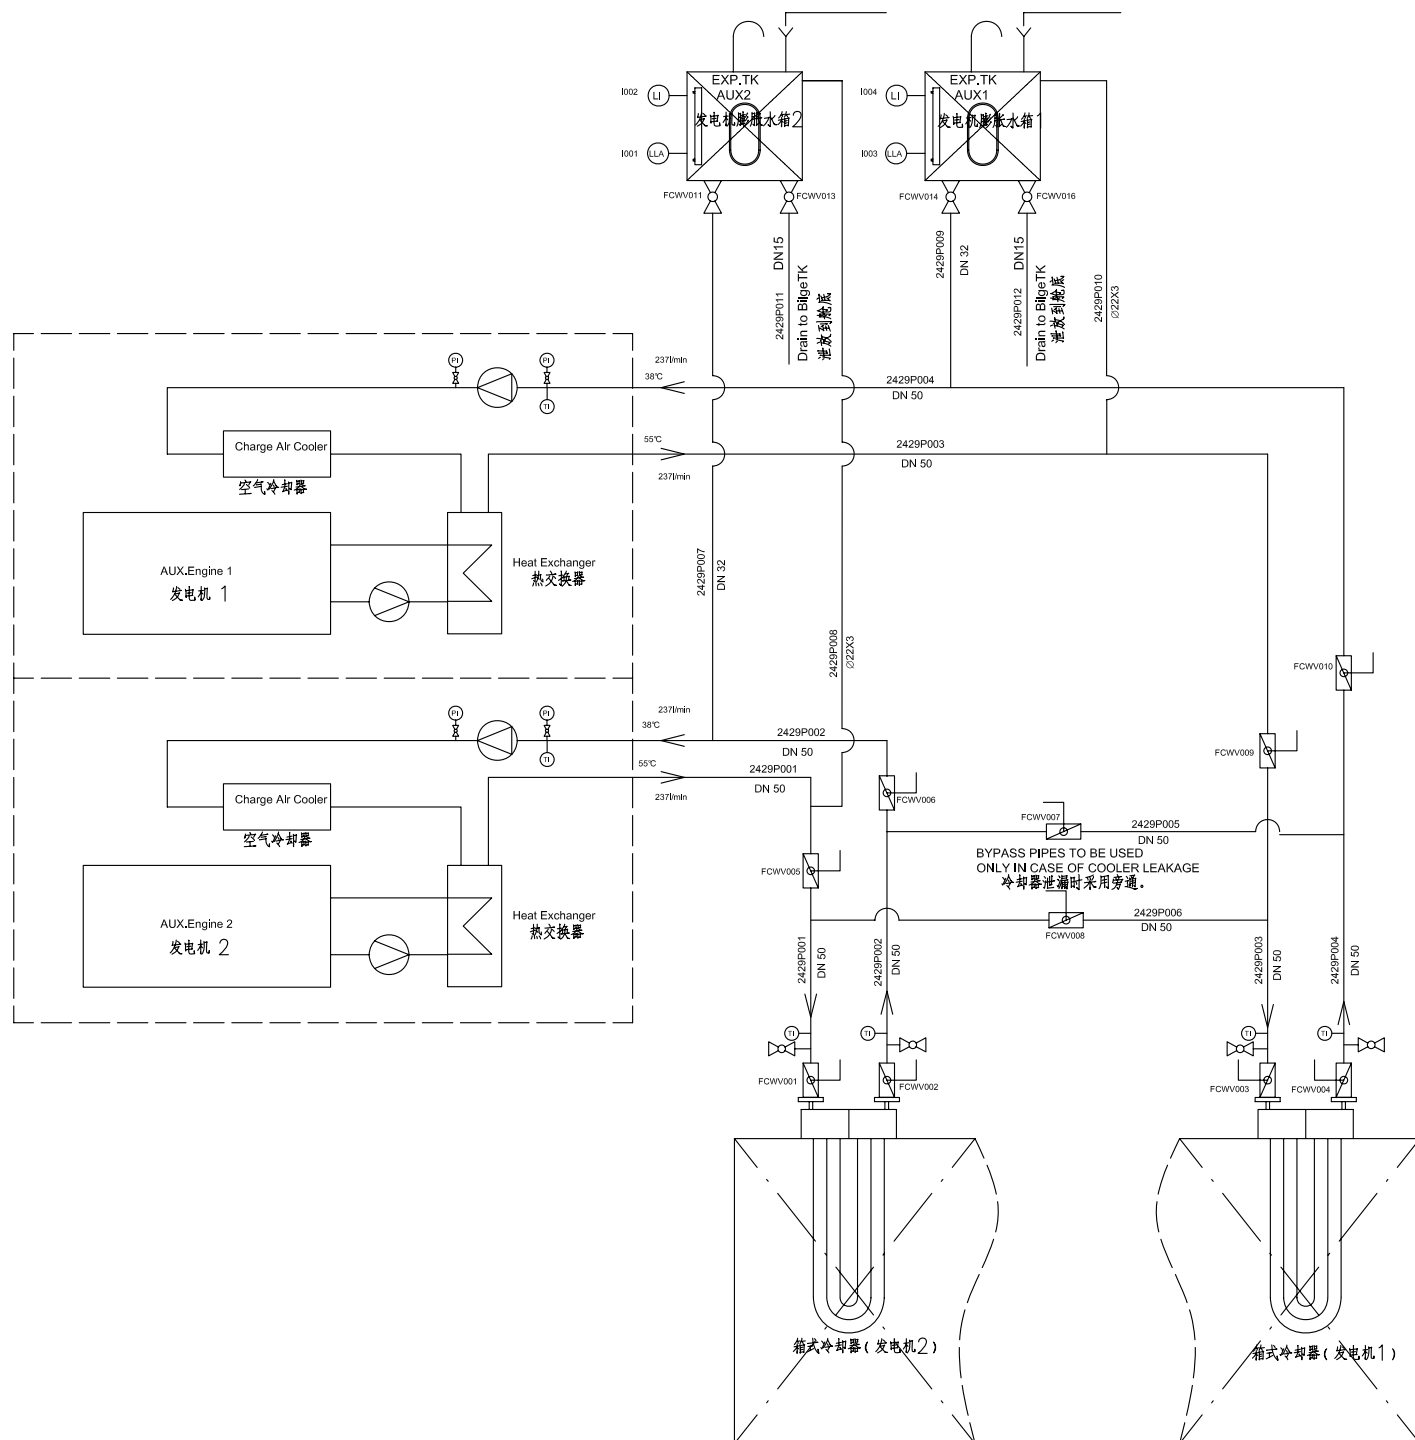 EXP.TK
AUX2
发电机膨胀水箱2
I002
LI
I001
LLA
FCWV011
FCWV013
EXP.TK
AUX1
发电机膨胀水箱1
I004
LI
I003
LLA
FCWV014
FCWV016
DN15
2429P011
Drain to BilgeTK
泄放到舱底
2429P009
DN 32
DN15
2429P012
Drain to BilgeTK
泄放到舱底
2429P010
∅22X3
PI
PI
TI
237l/min
38℃
2429P004
DN 50
Charge Air Cooler
空气冷却器
55℃
237l/min
2429P003
DN 50
AUX.Engine 1
发电机 1
Heat Exchanger
热交换器
2429P007
DN 32
2429P008
∅22X3
FCWV010
PI
PI
TI
237l/min
38℃
2429P002
DN 50
FCWV009
55℃
237l/min
2429P001
DN 50
Charge Air Cooler
空气冷却器
FCWV006
FCWV007
2429P005
DN 50
BYPASS PIPES TO BE USED
ONLY IN CASE OF COOLER LEAKAGE
冷却器泄漏时采用旁通。
FCWV005
AUX.Engine 2
发电机 2
Heat Exchanger
热交换器
2429P006
DN 50
FCWV008
2429P001
DN 50
2429P002
DN 50
2429P003
DN 50
2429P004
DN 50
TI
TI
TI
TI
FCWV001
FCWV002
FCWV003
FCWV004
箱式冷却器(发电机2)
箱式冷却器(发电机1)